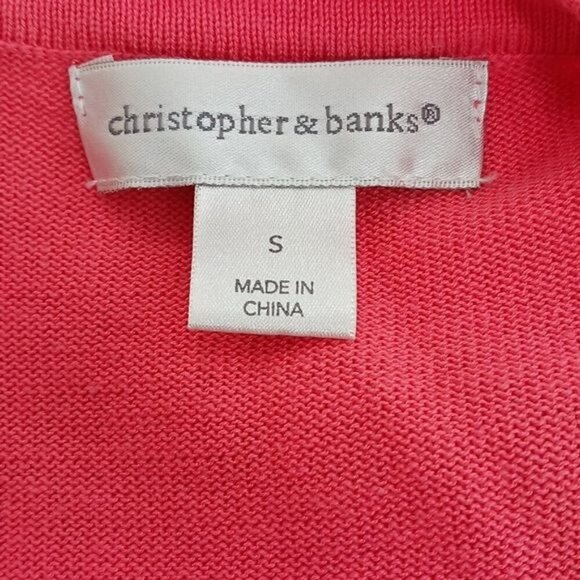 christopher & banks®
S
MADE IN
CHINA